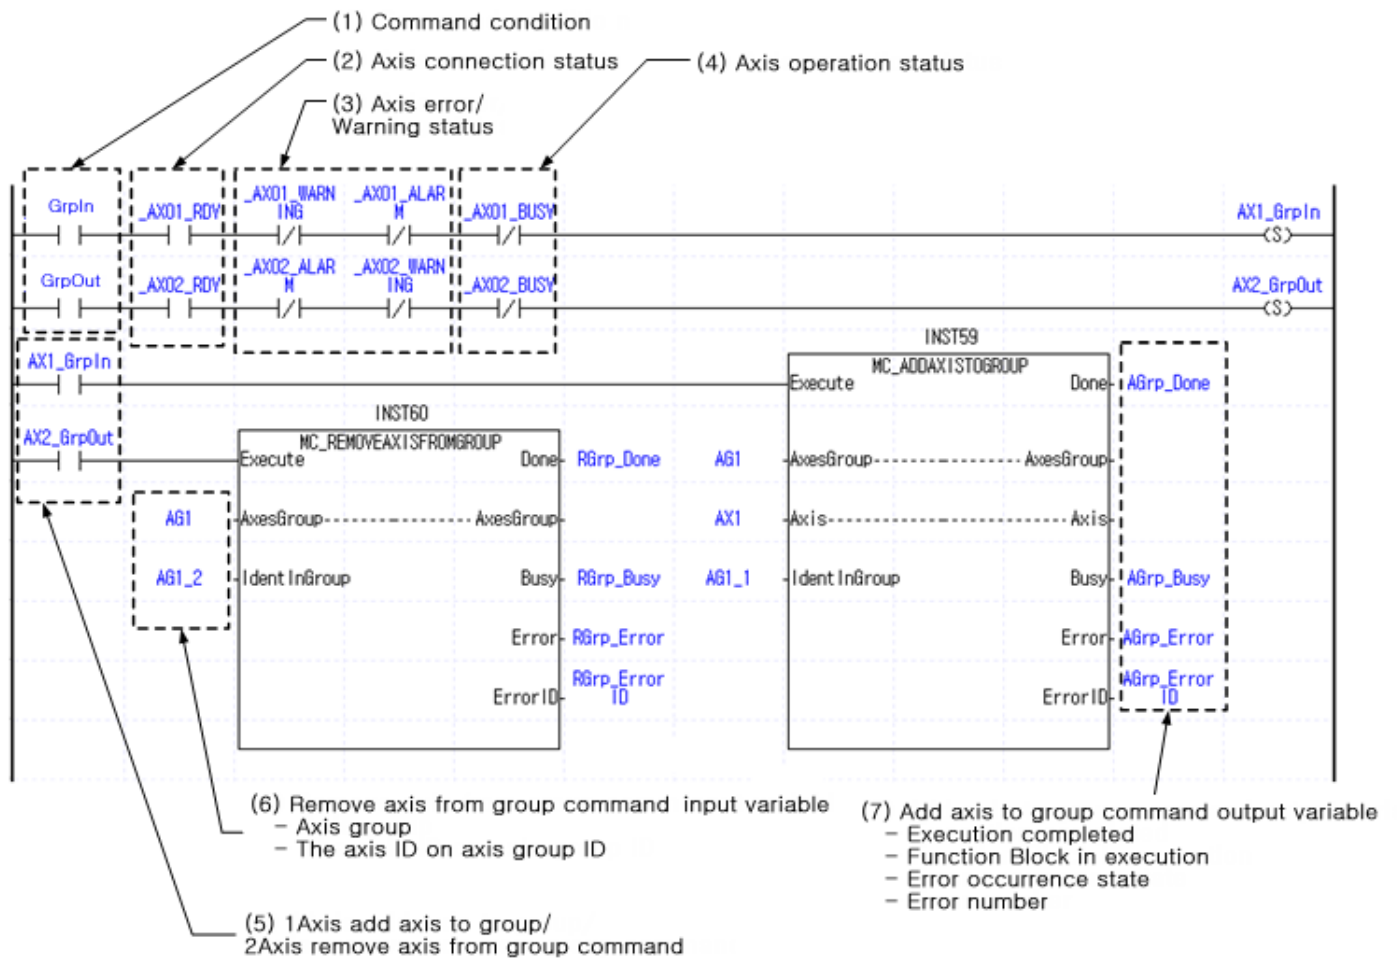 (1) Command condition
(2) Axis connection status
(4) Axis operation status
(3) Axis error/
Warning status
GrpIn
_AX01_RDY
_AX01_WARN
ING
_AX01_ALAR
M
_AX01_BUSY
AX1_GrpIn
(S)
GrpOut
_AX02_RDY
_AX02_ALAR
M
_AX02_WARN
ING
_AX02_BUSY
AX2_GrpOut
(S)
AX1_GrpIn
INST59
MC_ADDAXISTOGROUP
Execute
Done
AGrp_Done
AX2_GrpOut
INST60
MC_REMOVEAXISFROMGROUP
Execute
Done
RGrp_Done
AG1
AxesGroup
AxesGroup
AG1
AxesGroup
AxesGroup
AX1
Axis
Axis
AG1_2
IdentInGroup
Busy
RGrp_Busy
AG1_1
IdentInGroup
Busy
AGrp_Busy
Error
RGrp_Error
Error
AGrp_Error
ErrorID
RGrp_Error
ID
ErrorID
AGrp_Error
ID
(6) Remove axis from group command input variable
- Axis group
- The axis ID on axis group ID
(7) Add axis to group command output variable
- Execution completed
- Function Block in execution
- Error occurrence state
- Error number
(5) 1Axis add axis to group/
2Axis remove axis from group command